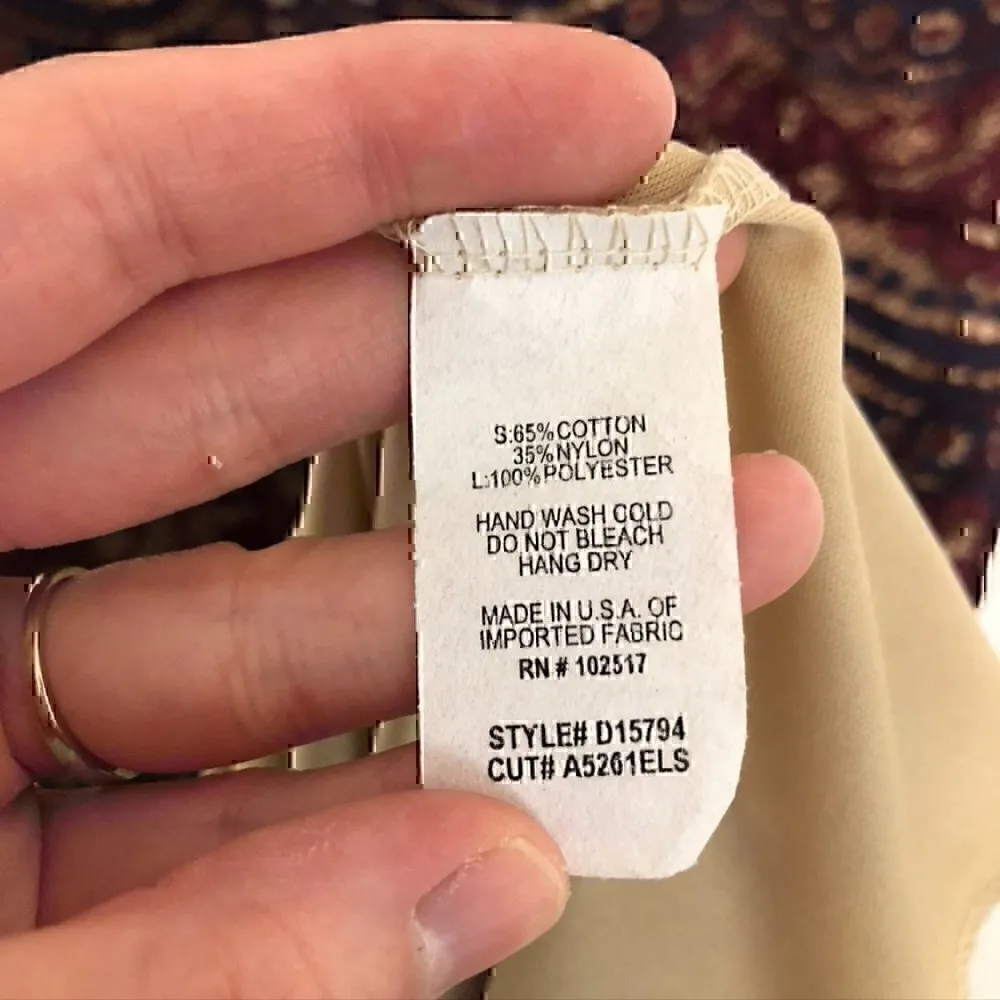 S:65% COTTON
35% NYLON
L:100% POLYESTER
HAND WASH COLD
DO NOT BLEACH
HANG DRY
MADE IN U.S.A. OF
IMPORTED FABRIC
RN # 102517
STYLE# D15794
CUT# A5261ELS